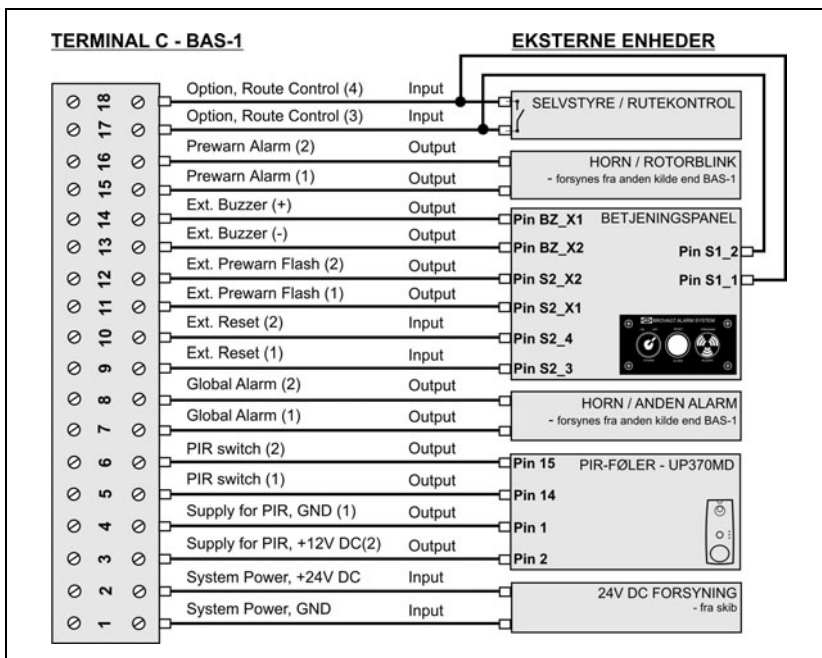 TERMINAL C - BAS-1
EKSTERNE ENHEDER
18 Option, Route Control (4) Input
17 Option, Route Control (3) Input
SELVSTYRE / RUTEKONTROL
16 Prewarn Alarm (2) Output
15 Prewarn Alarm (1) Output
HORN / ROTORBLINK
- forsynes fra anden kilde end BAS-1
14 Ext. Buzzer (+) Output Pin BZ_X1
13 Ext. Buzzer (-) Output Pin BZ_X2
12 Ext. Prewarn Flash (2) Output Pin S2_X2
11 Ext. Prewarn Flash (1) Output Pin S2_X1
10 Ext. Reset (2) Input Pin S2_4
9 Ext. Reset (1) Input Pin S2_3
BETJENINGSPANEL
Pin S1_2
Pin S1_1
BROVAGT ALARM SYSTEM
8 Global Alarm (2) Output
7 Global Alarm (1) Output
HORN / ANDEN ALARM
- forsynes fra anden kilde end BAS-1
6 PIR switch (2) Output Pin 15
5 PIR switch (1) Output Pin 14
4 Supply for PIR, GND (1) Output Pin 1
3 Supply for PIR, +12V DC(2) Output Pin 2
PIR-FØLER - UP370MD
2 System Power, +24V DC Input
1 System Power, GND Input
24V DC FORSYNING
- fra skib